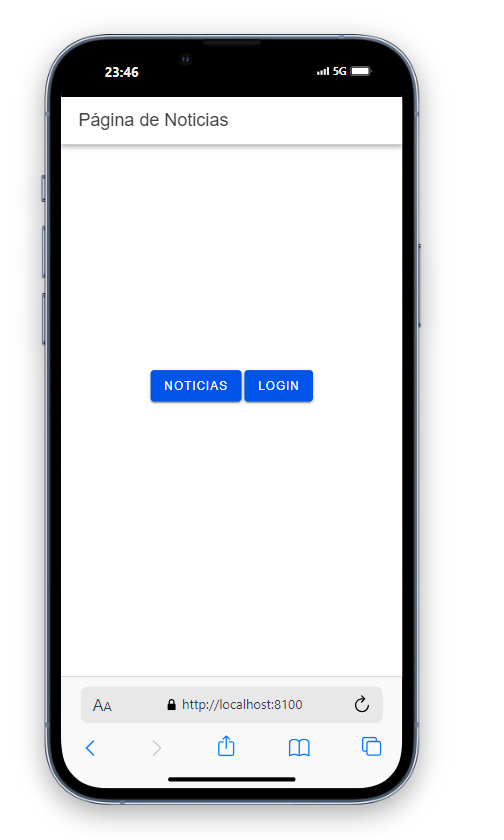 23:46 5G
Página de Noticias
NOTICIAS LOGIN
AA http://localhost:8100